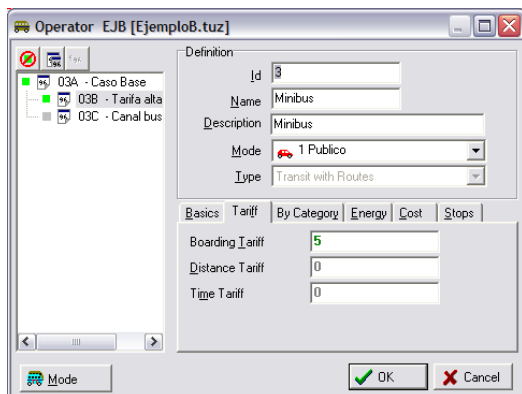 Operator EJB [EjemploB.tuz]
03A - Caso Base
03B - Tarifa alta
03C - Canal bus
Definition
Id 3
Name Minibus
Description Minibus
Mode 1 Publico
Type Transit with Routes
Basics Tariff By Category Energy Cost Stops
Boarding Tariff 5
Distance Tariff 0
Time Tariff 0
Mode OK Cancel